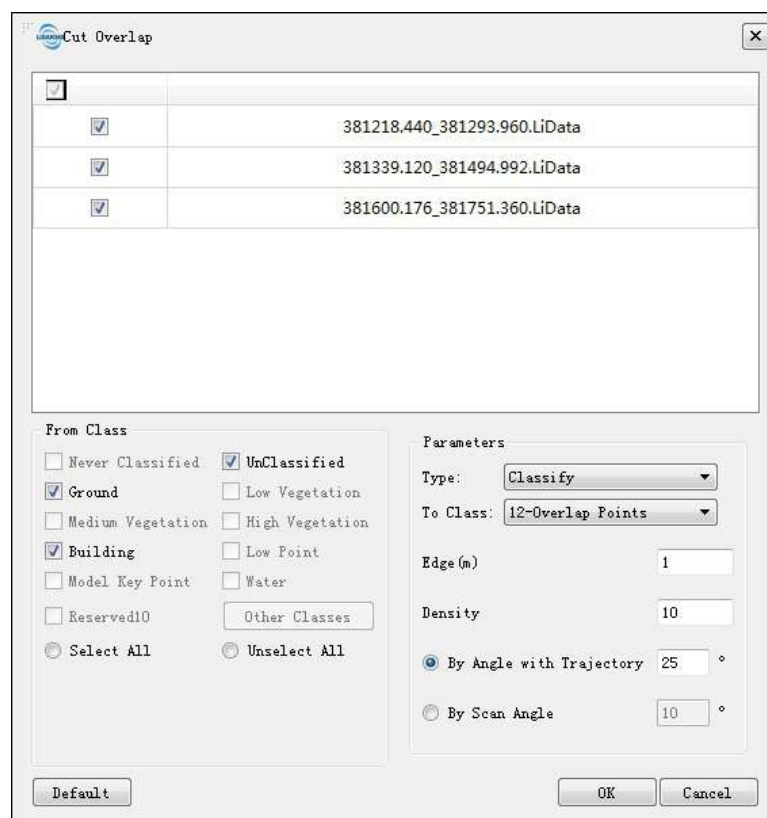 Cut Overlap
381218.440_381293.960.LiData
381339.120_381494.992.LiData
381600.176_381751.360.LiData
From Class
Never Classified UnClassified
Ground Low Vegetation
Medium Vegetation High Vegetation
Building Low Point
Model Key Point Water
Reserved10 Other Classes
Select All Unselect All
Parameters
Type: Classify
To Class: 12-Overlap Points
Edge(m) 1
Density 10
By Angle with Trajectory 25 °
By Scan Angle 10 °
Default OK Cancel